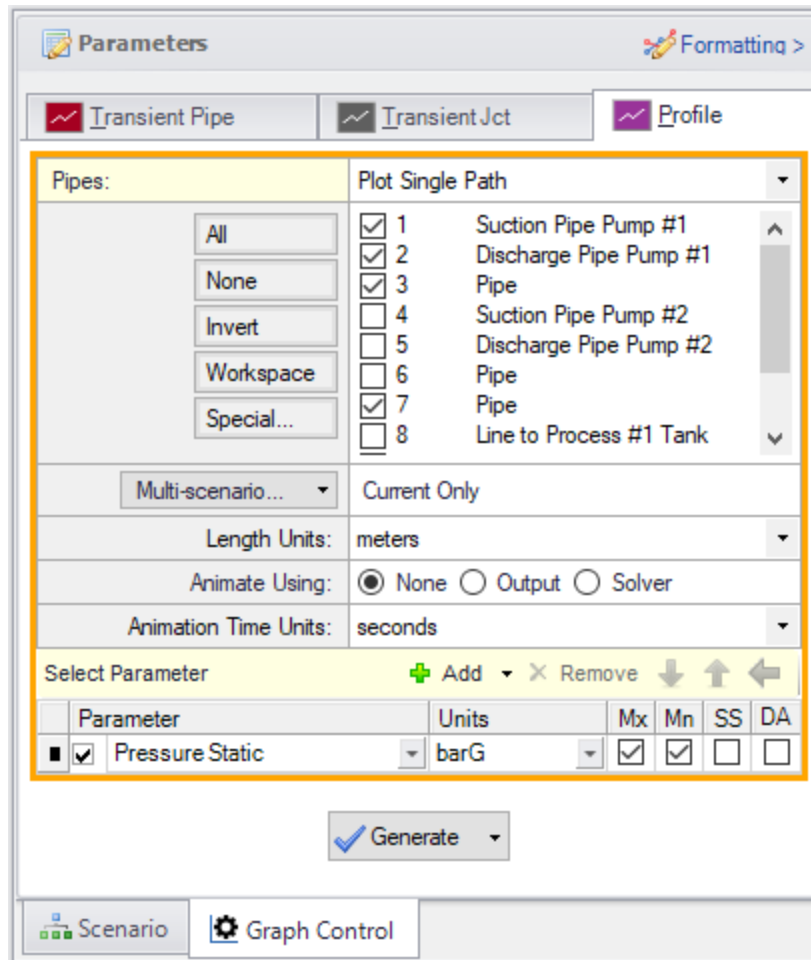 Parameters Formatting >
Transient Pipe Transient Jct Profile
Pipes: Plot Single Path
All 1 Suction Pipe Pump #1
2 Discharge Pipe Pump #1
None 3 Pipe
4 Suction Pipe Pump #2
Invert 5 Discharge Pipe Pump #2
Workspace 6 Pipe
Special... 7 Pipe
8 Line to Process #1 Tank
Multi-scenario... Current Only
Length Units: meters
Animate Using: None Output Solver
Animation Time Units: seconds
Select Parameter Add Remove
Parameter Units Mx Mn SS DA
Pressure Static barG
Generate
Scenario Graph Control